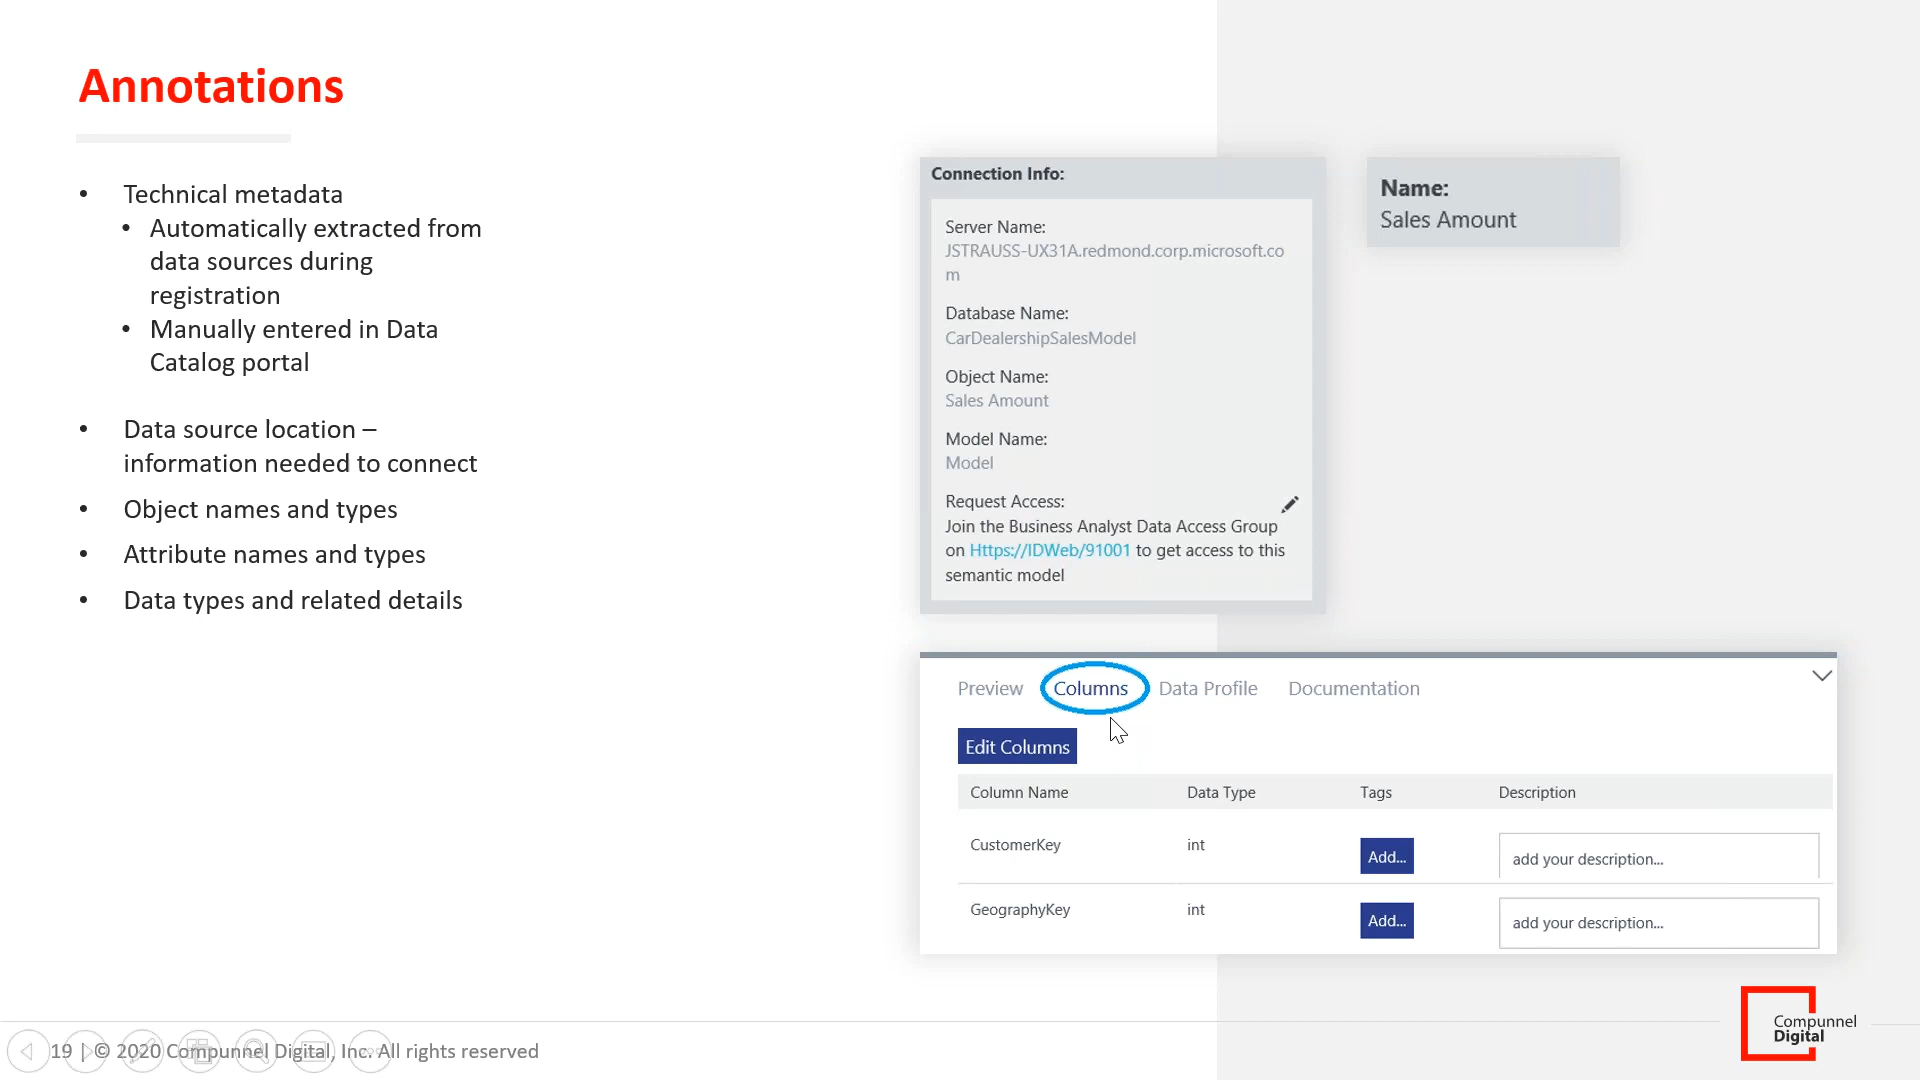 Annotations
• Technical metadata
• Automatically extracted from
data sources during
registration
• Manually entered in Data
Catalog portal
• Data source location –
information needed to connect
• Object names and types
• Attribute names and types
• Data types and related details
Connection Info:
Server Name:
JSTRAUSS-UX31A.redmond.corp.microsoft.co
m
Database Name:
CarDealershipSalesModel
Object Name:
Sales Amount
Model Name:
Model
Request Access:
Join the Business Analyst Data Access Group
on Https://IDWeb/91001 to get access to this
semantic model
Name:
Sales Amount
Preview Columns Data Profile Documentation
Edit Columns
Column Name Data Type Tags Description
CustomerKey int Add... add your description...
GeographyKey int Add... add your description...
19 | © 2020 Compunnel Digital, Inc. All rights reserved
Compunnel
Digital